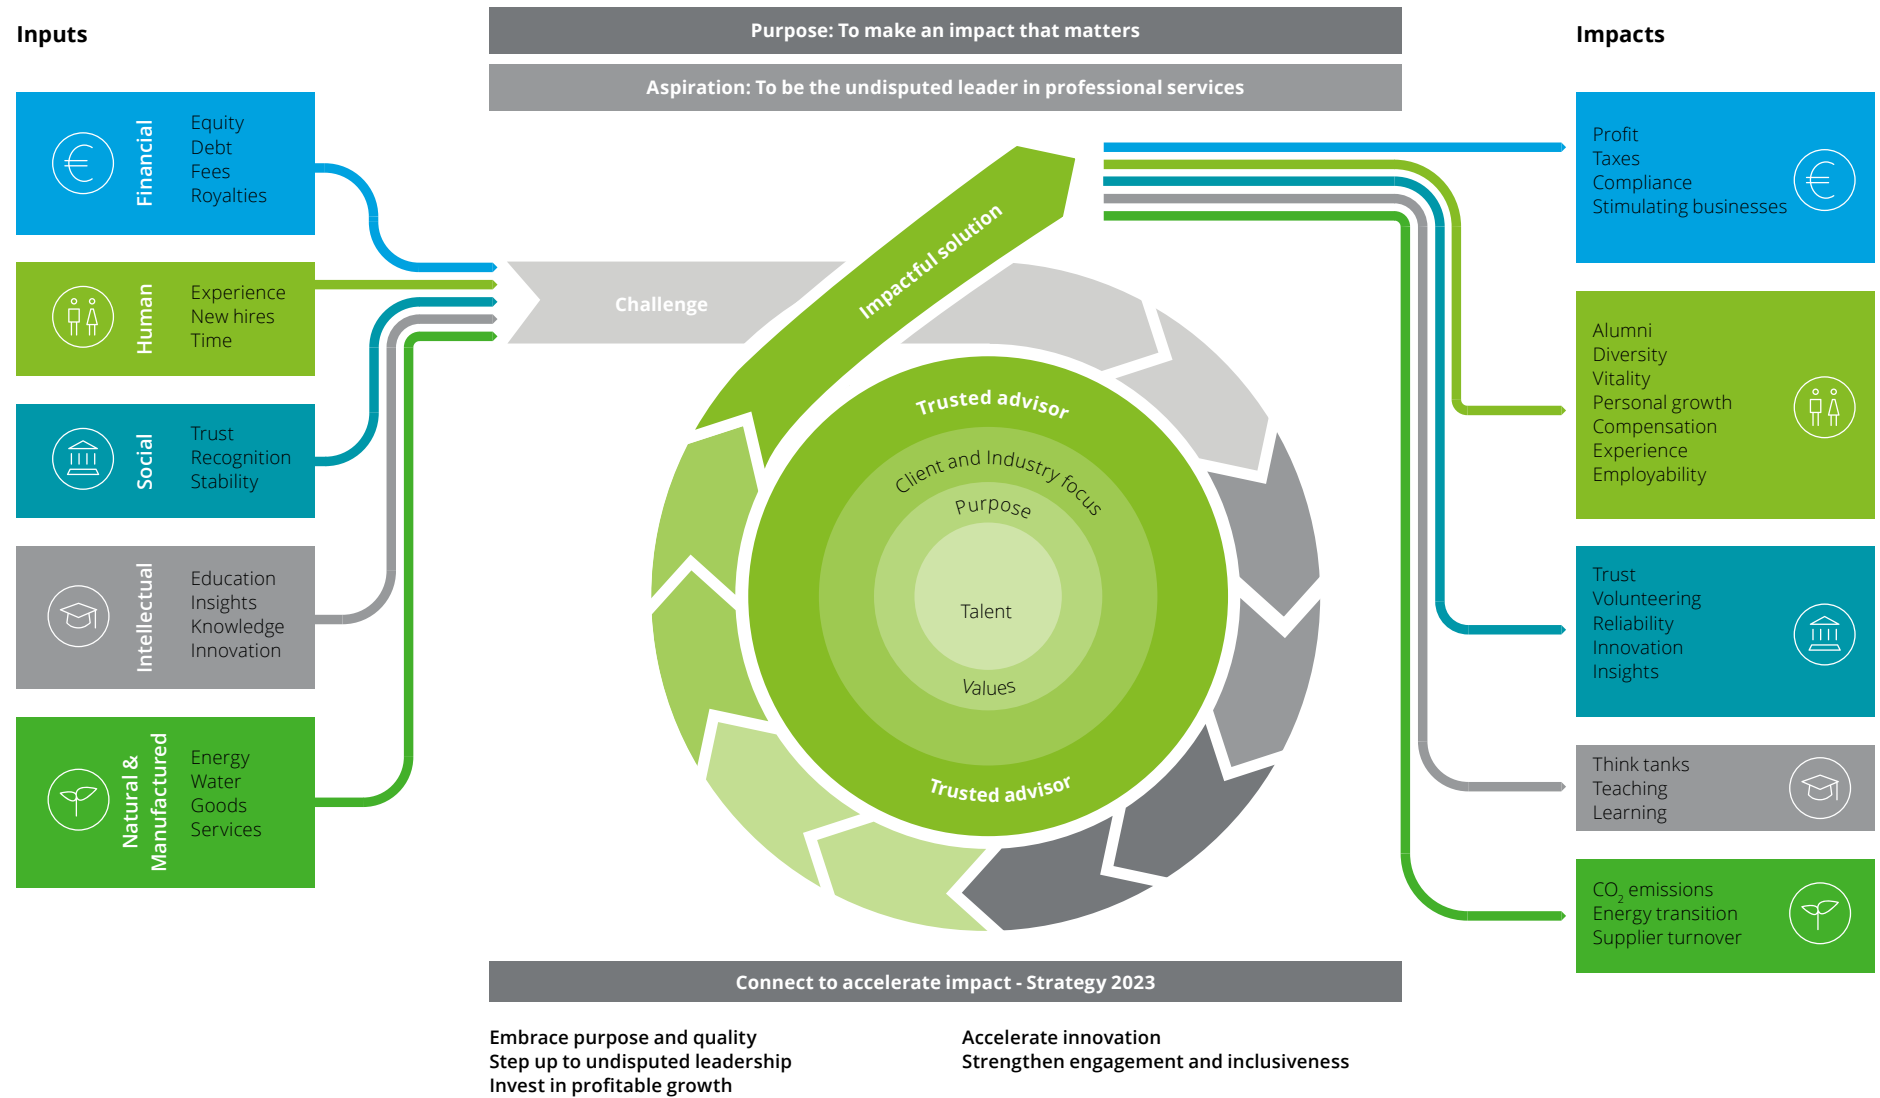 Inputs
Financial
Equity
Debt
Fees
Royalties
Human
Experience
New hires
Time
Social
Trust
Recognition
Stability
Intellectual
Education
Insights
Knowledge
Innovation
Natural &
Manufactured
Energy
Water
Goods
Services
Purpose: To make an impact that matters
Aspiration: To be the undisputed leader in professional services
Challenge
Impactful solution
Trusted advisor
Client and Industry focus
Purpose
Talent
Values
Trusted advisor
Connect to accelerate impact - Strategy 2023
Embrace purpose and quality
Step up to undisputed leadership
Invest in profitable growth
Accelerate innovation
Strengthen engagement and inclusiveness
Impacts
Profit
Taxes
Compliance
Stimulating businesses
Alumni
Diversity
Vitality
Personal growth
Compensation
Experience
Employability
Trust
Volunteering
Reliability
Innovation
Insights
Think tanks
Teaching
Learning
CO₂ emissions
Energy transition
Supplier turnover